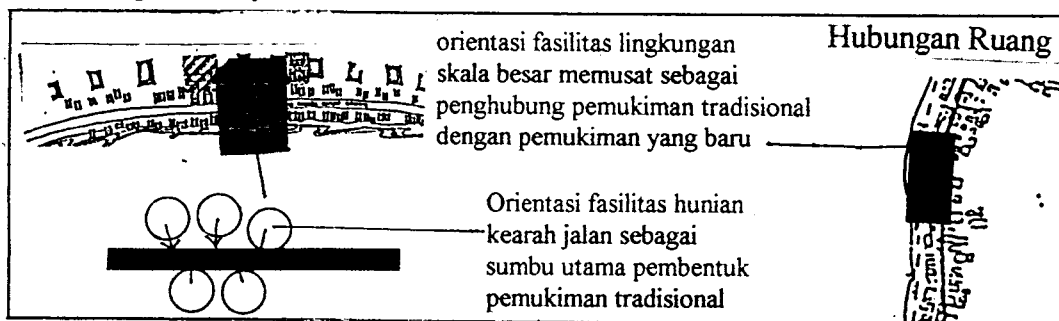 orientasi fasilitas lingkungan
skala besar memusat sebagai
penghubung pemukiman tradisional
dengan pemukiman yang baru
Hubungan Ruang
Orientasi fasilitas hunian
kearah jalan sebagai
sumbu utama pembentuk
pemukiman tradisional